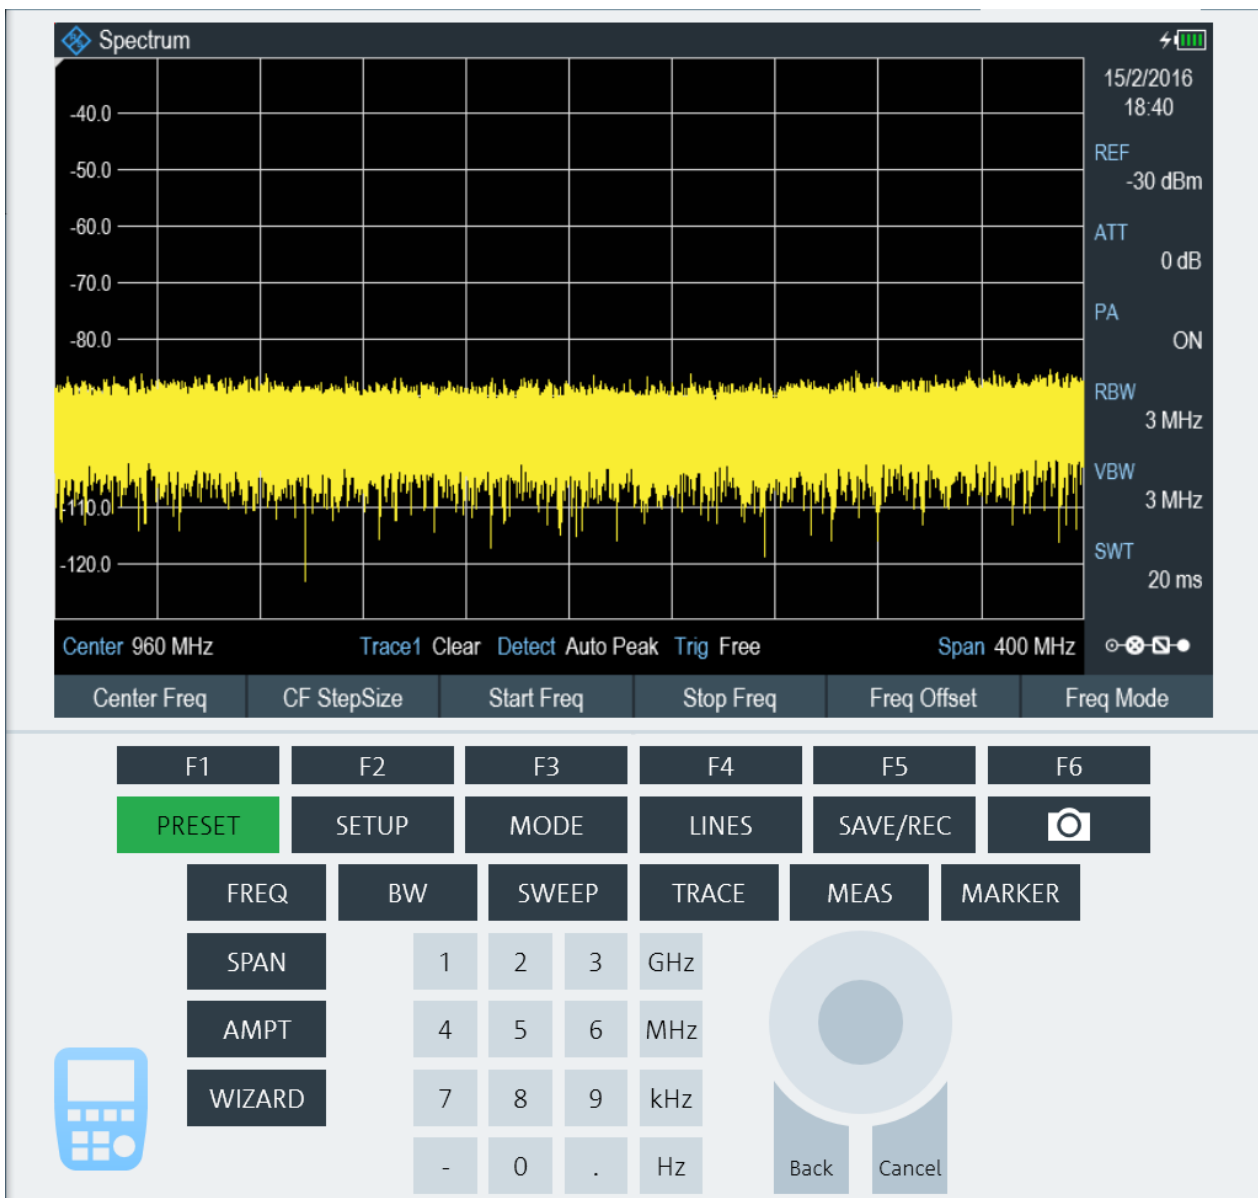 Spectrum
15/2/2016
18:40
-40.0
-50.0
-60.0
-70.0
-80.0
-110.0
-120.0
REF
-30 dBm
ATT
0 dB
PA
ON
RBW
3 MHz
VBW
3 MHz
SWT
20 ms
Center 960 MHz Trace1 Clear Detect Auto Peak Trig Free Span 400 MHz
Center Freq CF StepSize Start Freq Stop Freq Freq Offset Freq Mode
F1 F2 F3 F4 F5 F6
PRESET SETUP MODE LINES SAVE/REC
FREQ BW SWEEP TRACE MEAS MARKER
SPAN 1 2 3 GHz
AMPT 4 5 6 MHz
WIZARD 7 8 9 kHz
- 0 . Hz Back Cancel